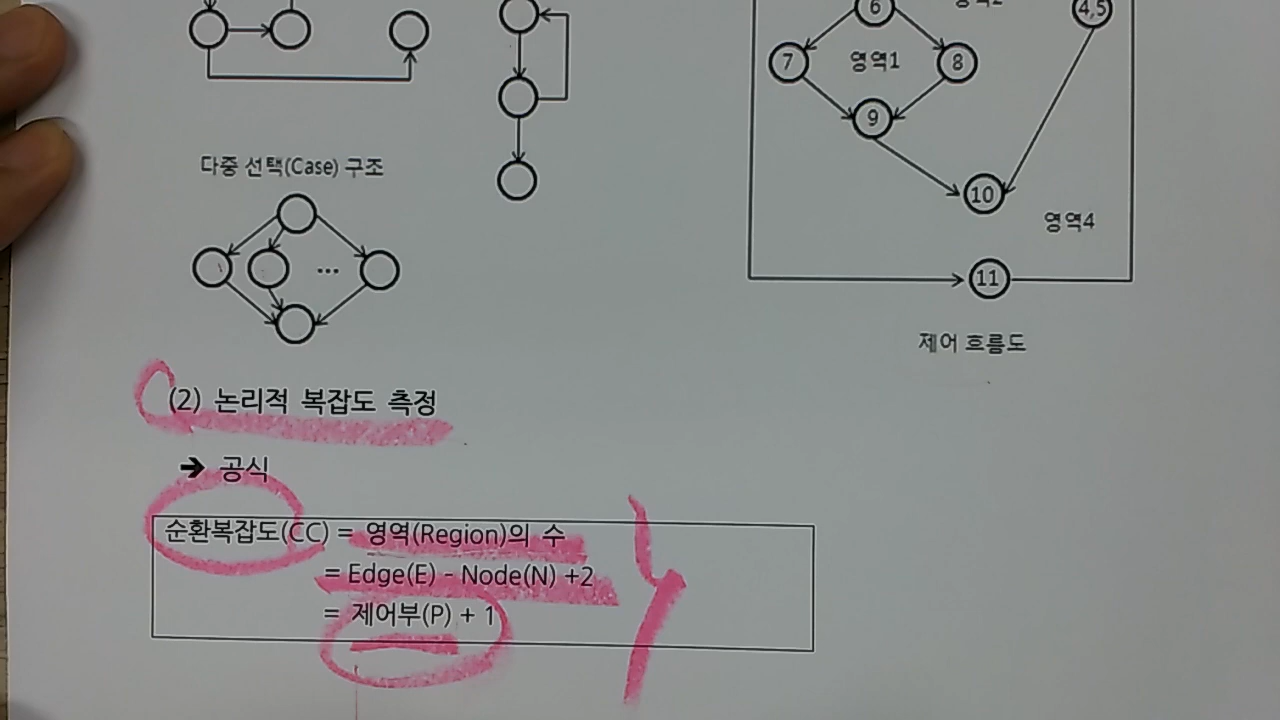 6
4,5
7
영역1
8
9
다중 선택(Case) 구조
10
영역4
...
11
제어 흐름도
(2) 논리적 복잡도 측정
➔ 공식
순환복잡도(CC) = 영역(Region)의 수
= Edge(E) - Node(N) +2
= 제어부(P) + 1